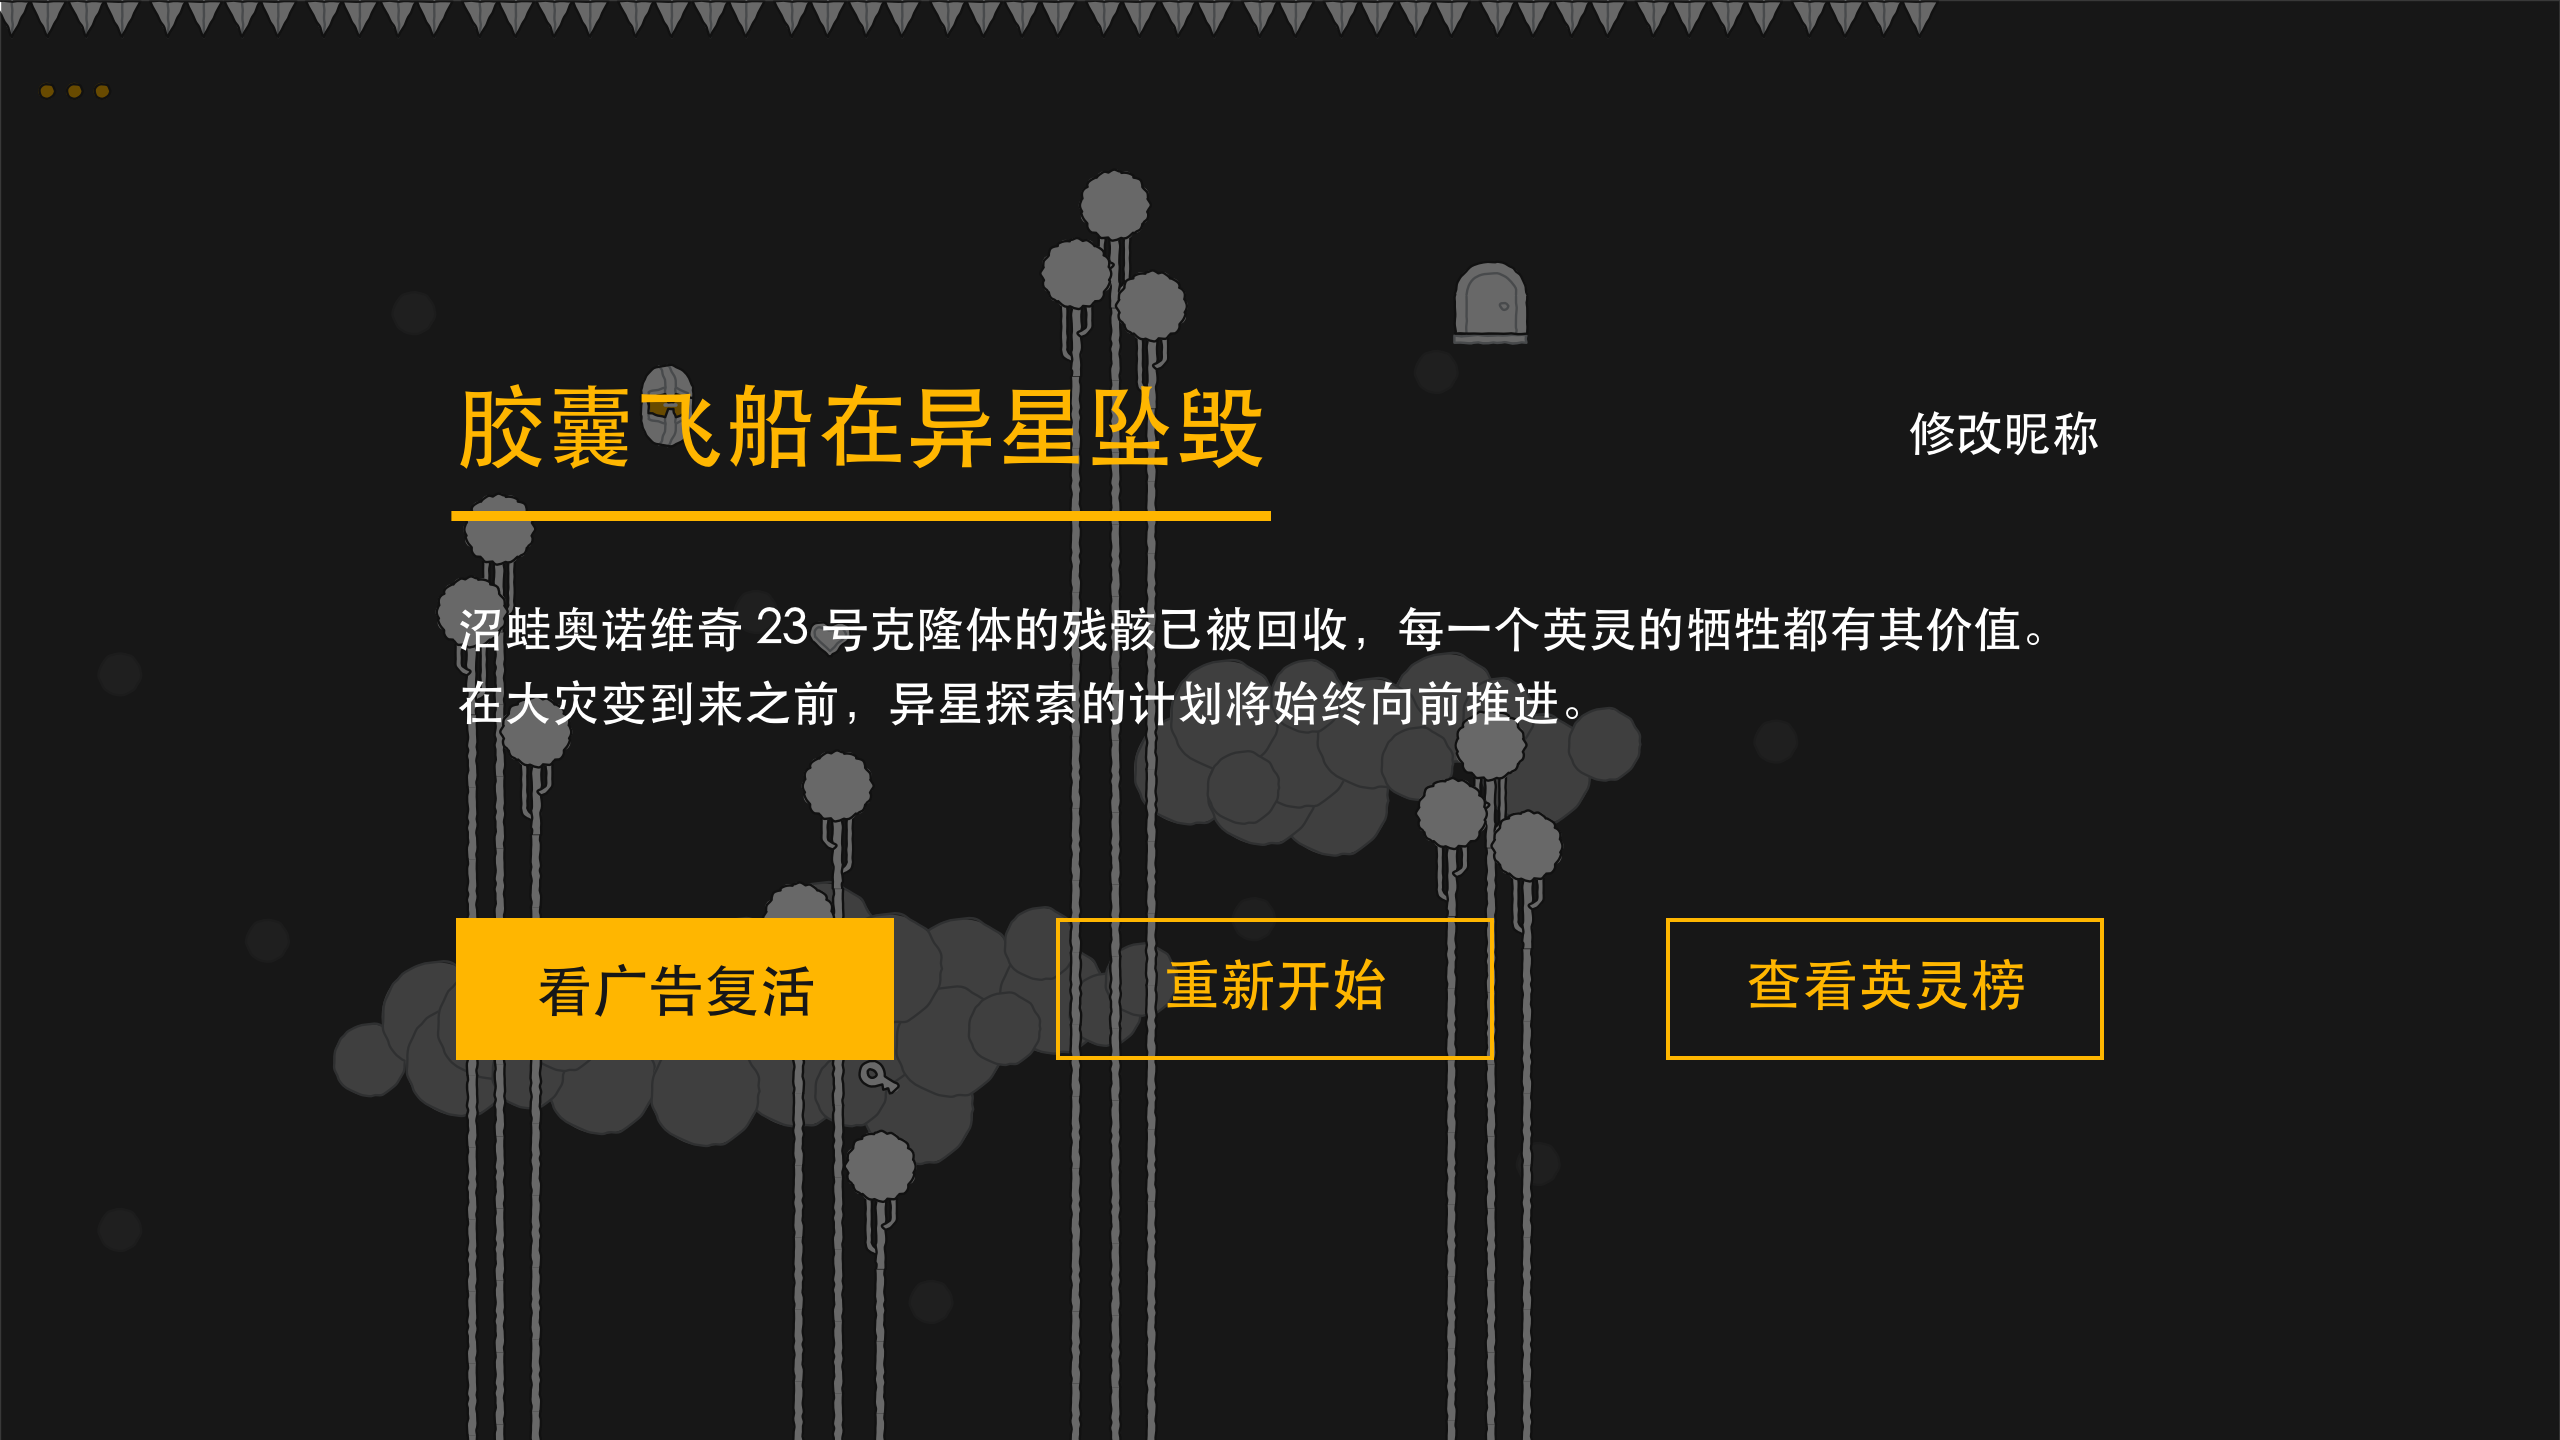 胶囊飞船在异星坠毁
修改昵称
沼蛙奥诺维奇 23 号克隆体的残骸已被回收，每一个英灵的牺牲都有其价值。
在大灾变到来之前，异星探索的计划将始终向前推进。
看广告复活
重新开始
查看英灵榜